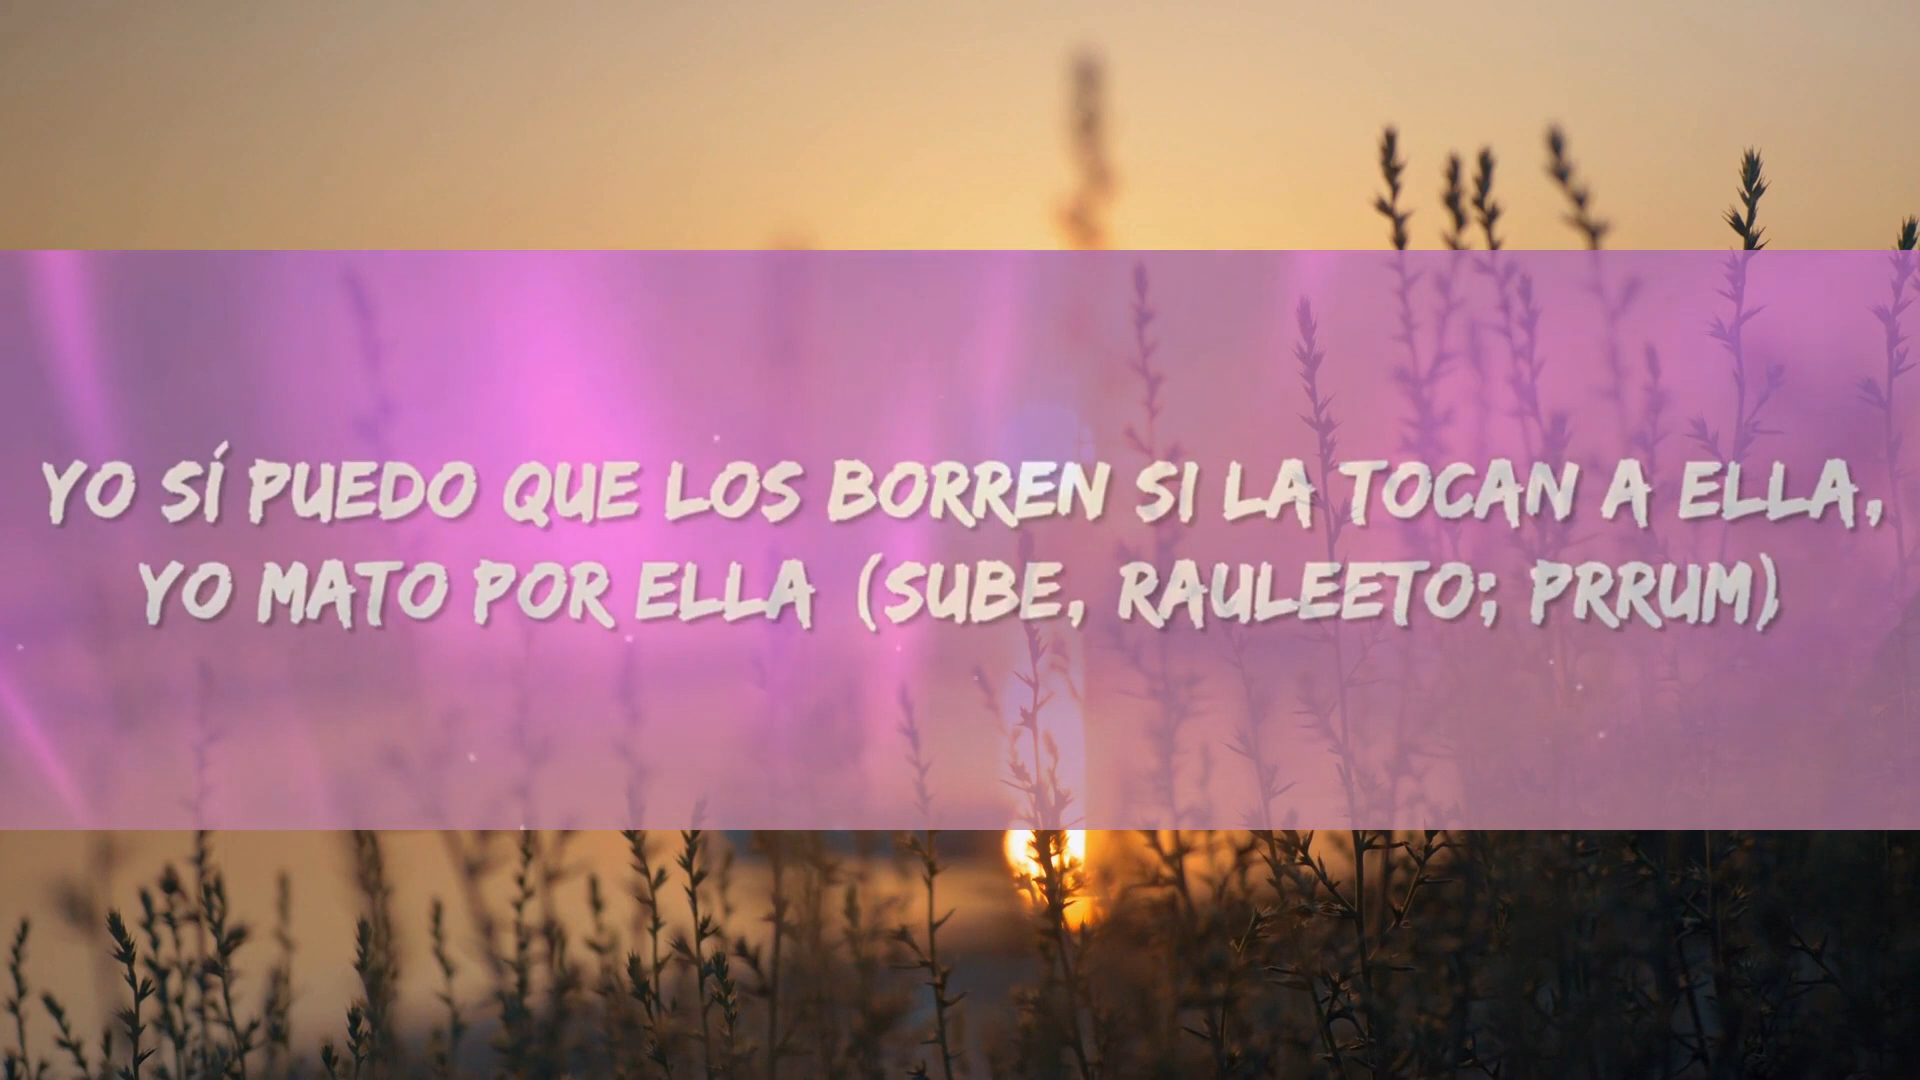 YO SÍ PUEDO QUE LOS BORREN SI LA TOCAN A ELLA,
YO MATO POR ELLA (SUBE, RAULEETO; PRRUM)